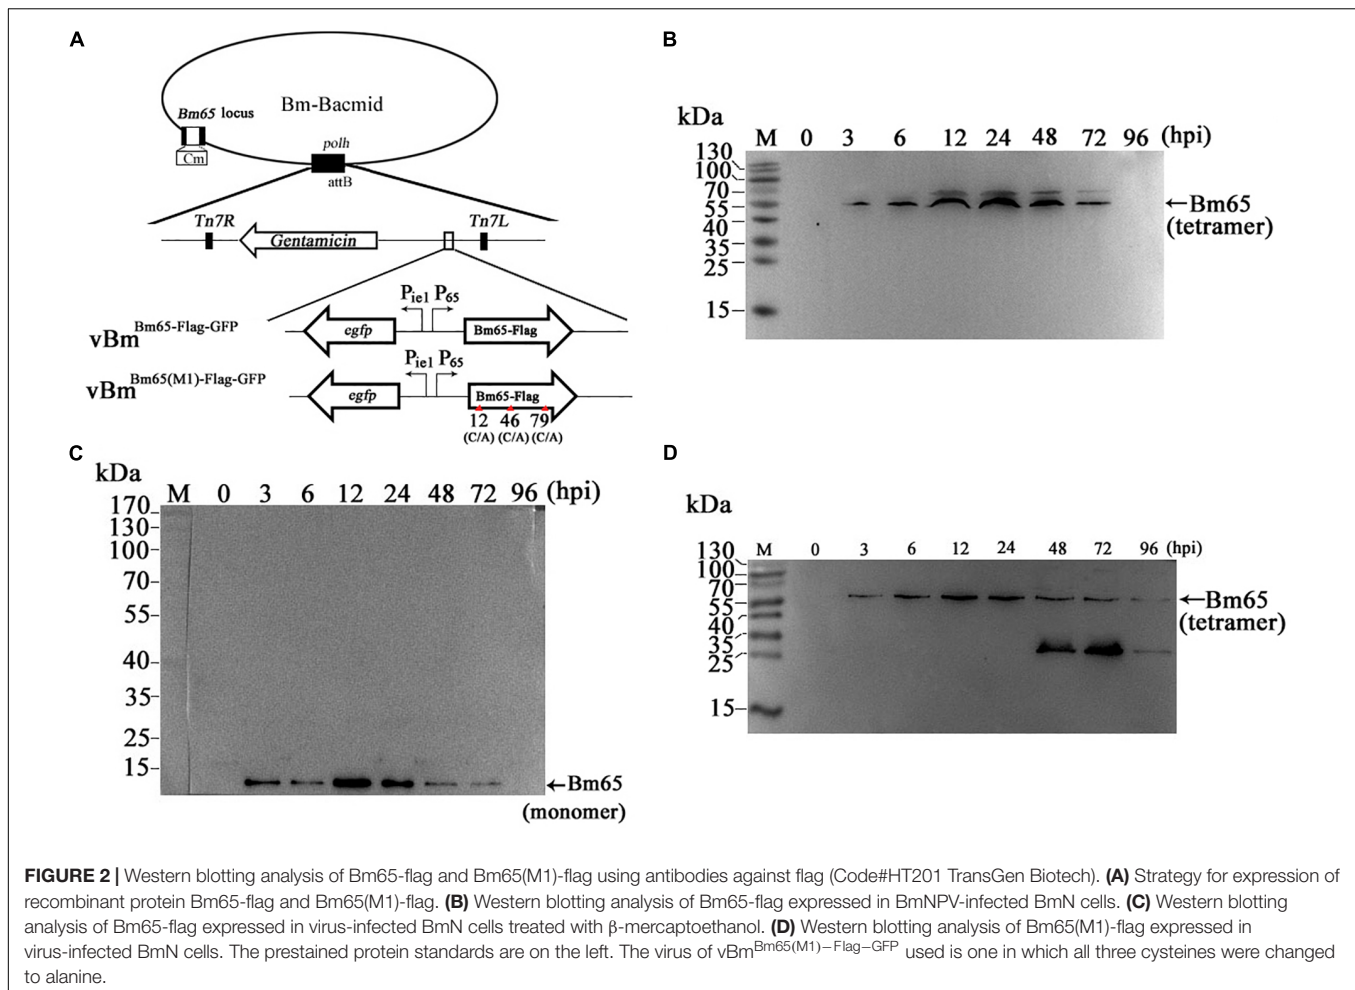 A
Bm65 locus
Bm-Bacmid
Cm
polh
attB
Tn7R
Tn7L
Gentamicin
Pie1 P65
vBmBm65-Flag-GFP
egfp
Bm65-Flag
Pie1 P65
vBmBm65(M1)-Flag-GFP
egfp
Bm65-Flag
12 46 79
(C/A) (C/A) (C/A)
B
kDa
M 0 3 6 12 24 48 72 96 (hpi)
130
100
70
55
40
35
25
15
←Bm65
(tetramer)
C
kDa
M 0 3 6 12 24 48 72 96 (hpi)
170
130
100
70
55
40
35
25
15
←Bm65
(monomer)
D
kDa
M 0 3 6 12 24 48 72 96 (hpi)
130
100
70
55
40
35
25
15
←Bm65
(tetramer)
FIGURE 2 | Western blotting analysis of Bm65-flag and Bm65(M1)-flag using antibodies against flag (Code#HT201 TransGen Biotech). (A) Strategy for expression of
recombinant protein Bm65-flag and Bm65(M1)-flag. (B) Western blotting analysis of Bm65-flag expressed in BmNPV-infected BmN cells. (C) Western blotting
analysis of Bm65-flag expressed in virus-infected BmN cells treated with β-mercaptoethanol. (D) Western blotting analysis of Bm65(M1)-flag expressed in
virus-infected BmN cells. The prestained protein standards are on the left. The virus of vBmBm65(M1)−Flag−GFP used is one in which all three cysteines were changed
to alanine.